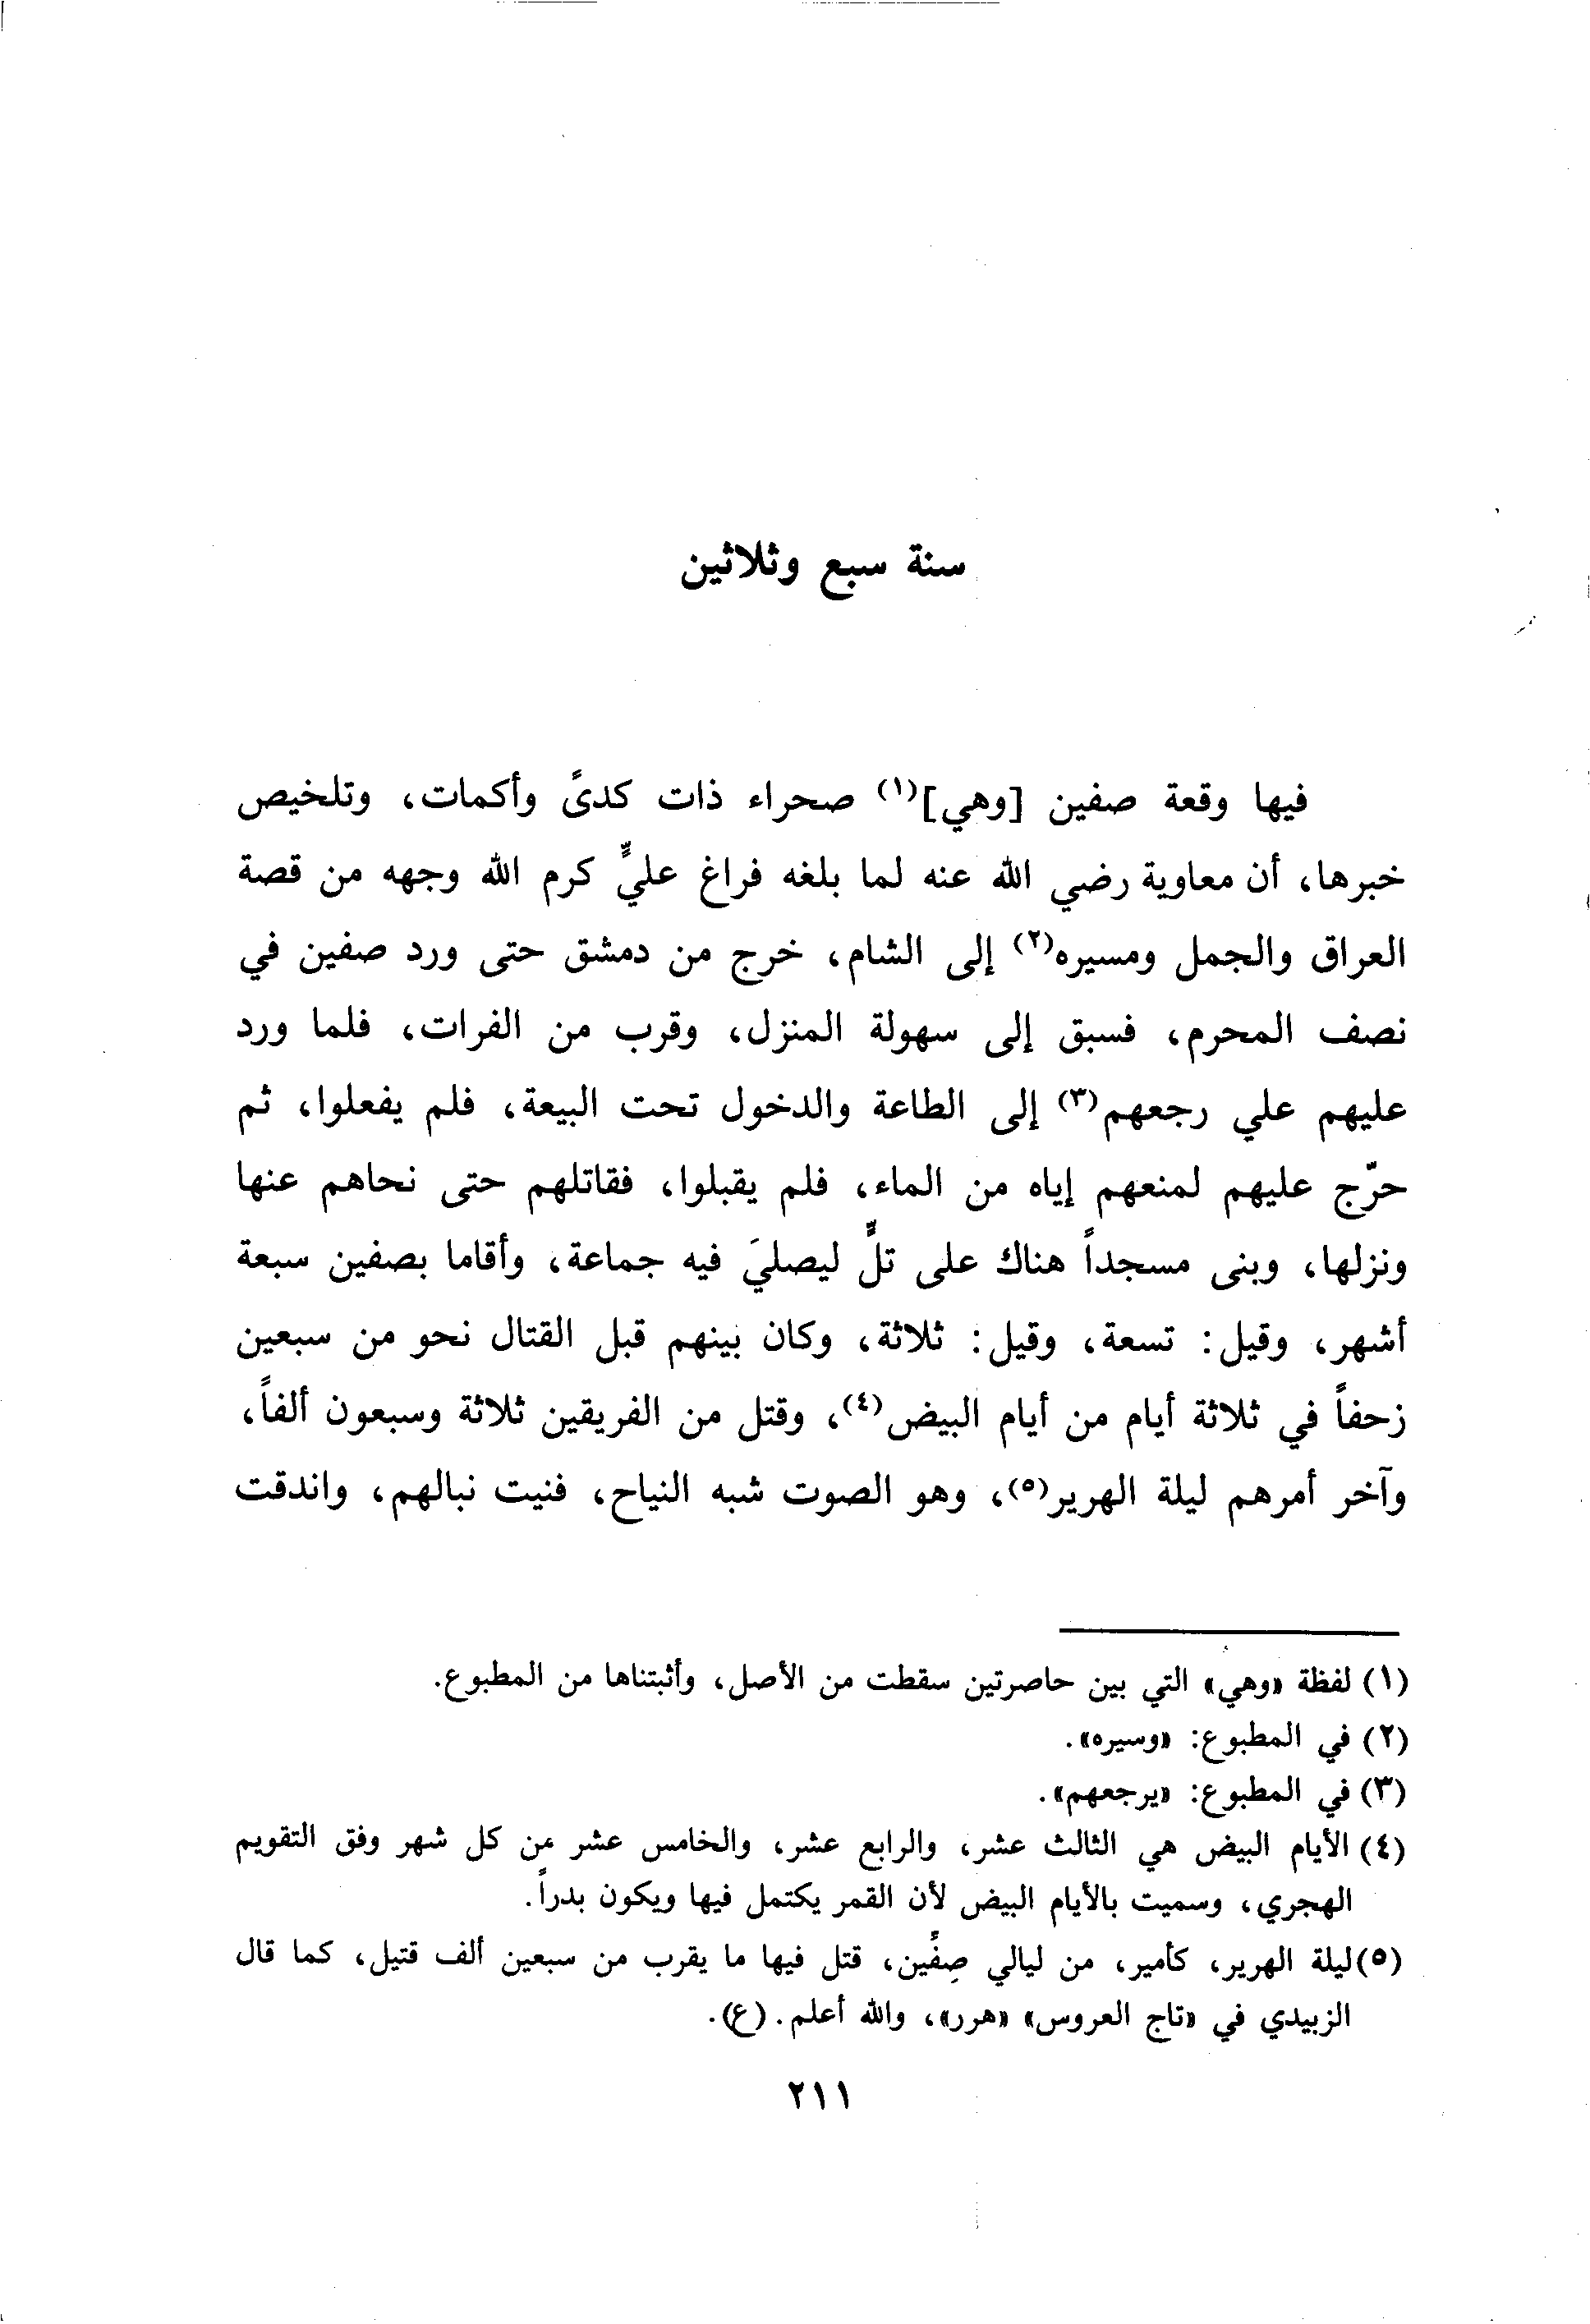 سنة سبع وثلاثين
فيها وقعة صفين [وهي](١) صحراء ذات كدىً وأكمات، وتلخيص
خبرها، أن معاوية رضي الله عنه لما بلغه فراغ عليٍّ كرم الله وجهه من قصة
العراق والجمل ومسيره(٢) إلى الشام، خرج من دمشق حتى ورد صفين في
نصف المحرم، فسبق إلى سهولة المنزل، وقرب من الفرات، فلما ورد
عليهم علي رجعهم(٣) إلى الطاعة والدخول تحت البيعة، فلم يفعلوا، ثم
حرّج عليهم لمنعهم إياه من الماء، فلم يقبلوا، فقاتلهم حتى نحاهم عنها
ونزلها، وبنى مسجداً هناك على تلٍّ ليصليَ فيه جماعة، وأقاما بصفين سبعة
أشهر، وقيل: تسعة، وقيل: ثلاثة، وكان بينهم قبل القتال نحو من سبعين
زحفاً في ثلاثة أيام من أيام البيض(٤)، وقتل من الفريقين ثلاثة وسبعون ألفاً،
وآخر أمرهم ليلة الهرير(٥)، وهو الصوت شبه النياح، فنيت نبالهم، واندقت
(١) لفظة «وهي» التي بين حاصرتين سقطت من الأصل، وأثبتناها من المطبوع.
(٢) في المطبوع: «وسيره».
(٣) في المطبوع: «يرجعهم».
(٤) الأيام البيض هي الثالث عشر، والرابع عشر، والخامس عشر من كل شهر وفق التقويم
الهجري، وسميت بالأيام البيض لأن القمر يكتمل فيها ويكون بدراً.
(٥) ليلة الهرير، كأمير، من ليالي صِفِّين، قتل فيها ما يقرب من سبعين ألف قتيل، كما قال
الزبيدي في «تاج العروس» «هرر»، والله أعلم. (ع).
٢١١